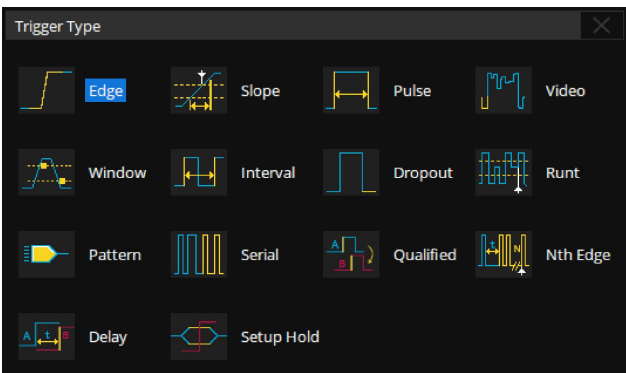 Trigger Type
Edge Slope Pulse Video
Window Interval Dropout Runt
Pattern Serial A B Qualified t N Nth Edge
A t B Delay Setup Hold